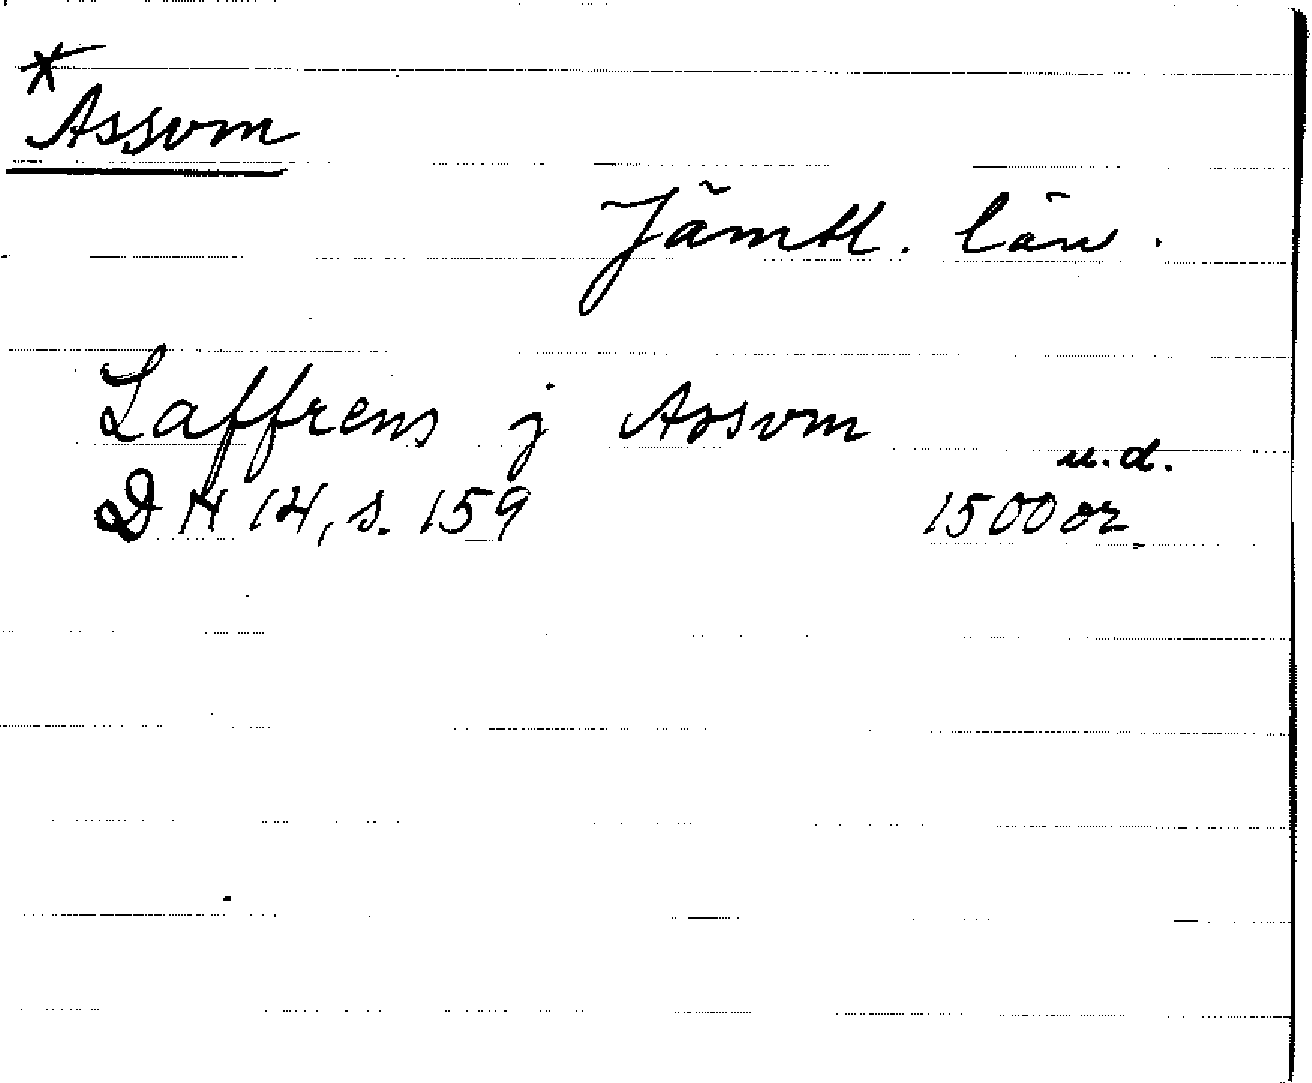 *Assvm
Jämtl. län.
Laffrens j Assvm
u.d.
DN 14, s. 159 1500 or.